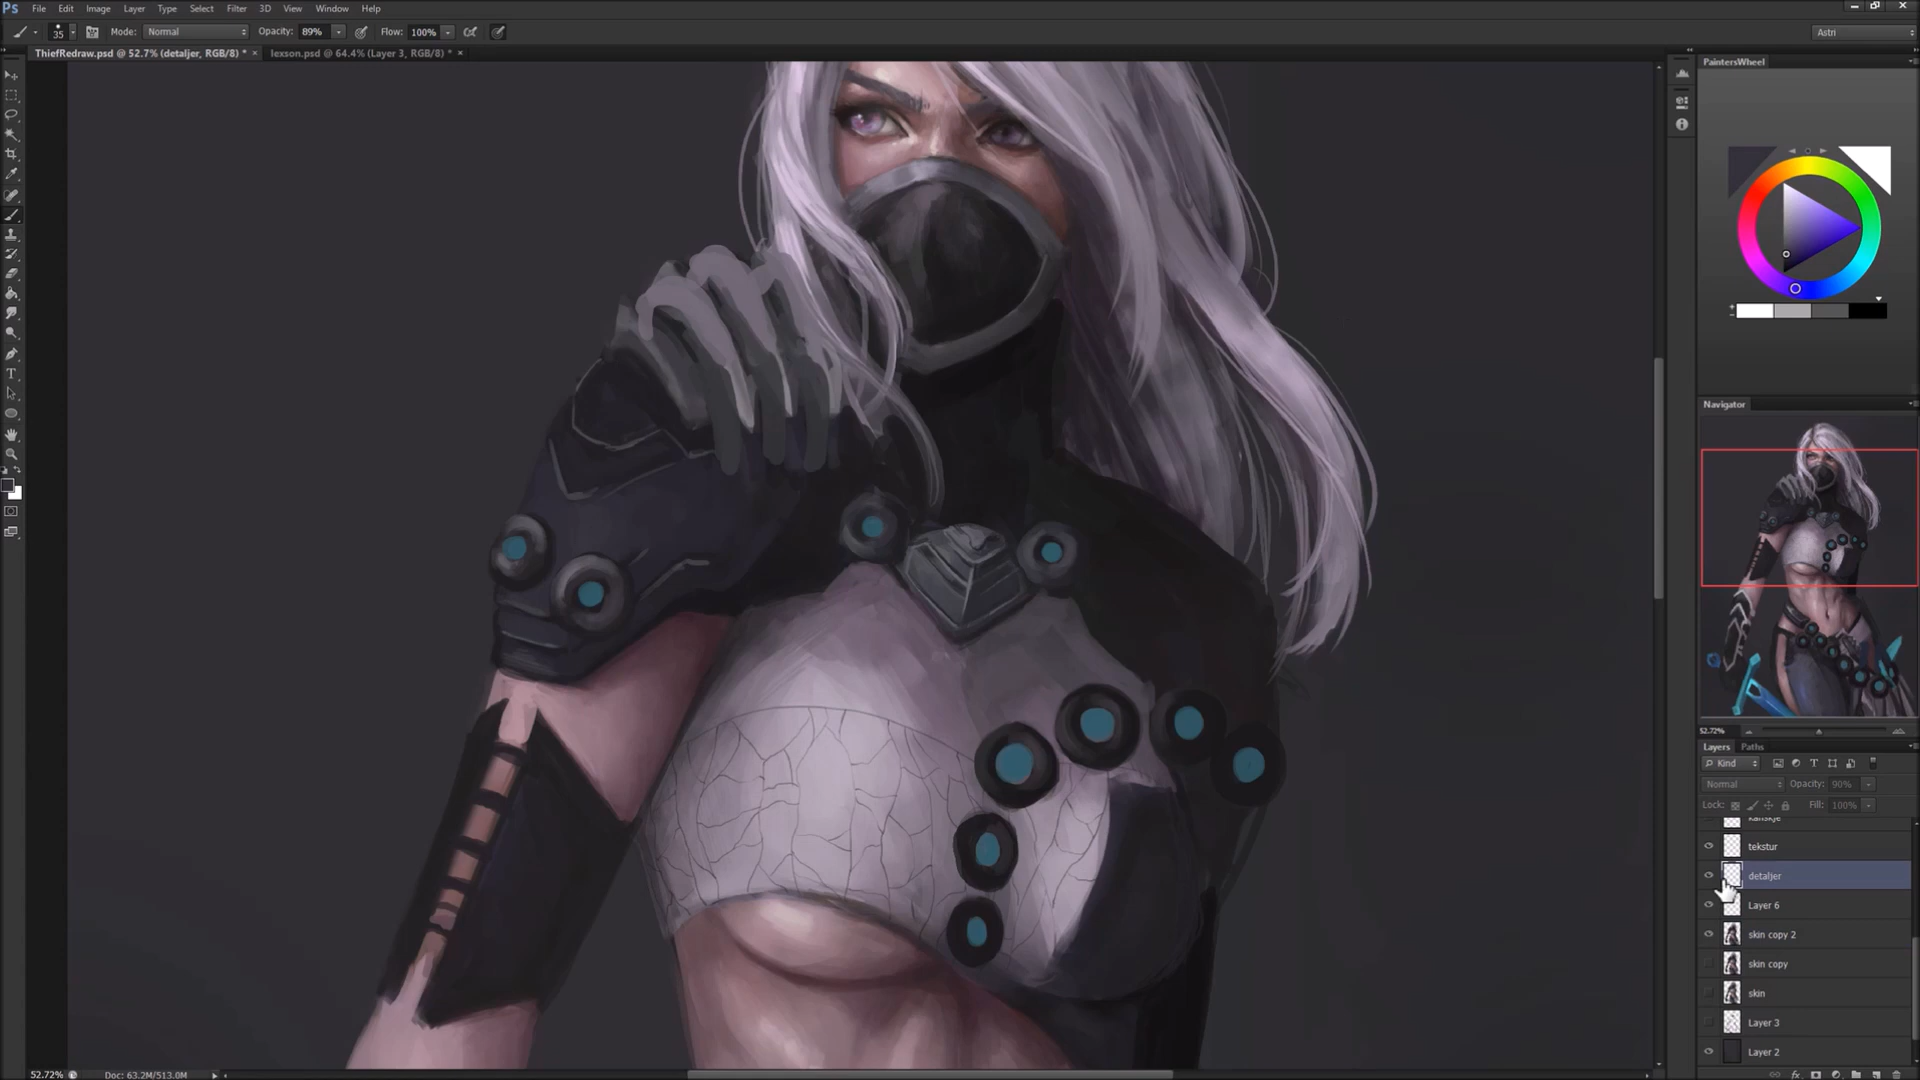 Ps File Edit Image Layer Type Select Filter 3D View Window Help
35 Mode: Normal Opacity: 89% Flow: 100% Astri
ThiefRedraw.psd @ 52.7% (detaljer, RGB/8) * × lexson.psd @ 64.4% (Layer 3, RGB/8) * ×
PaintersWheel
Navigator
52.72%
Layers Paths
Kind
Normal Opacity: 90%
Lock: Fill: 100%
kanskje
tekstur
detaljer
Layer 6
skin copy 2
skin copy
skin
Layer 3
Layer 2
52.72% Doc: 63.2M/513.0M